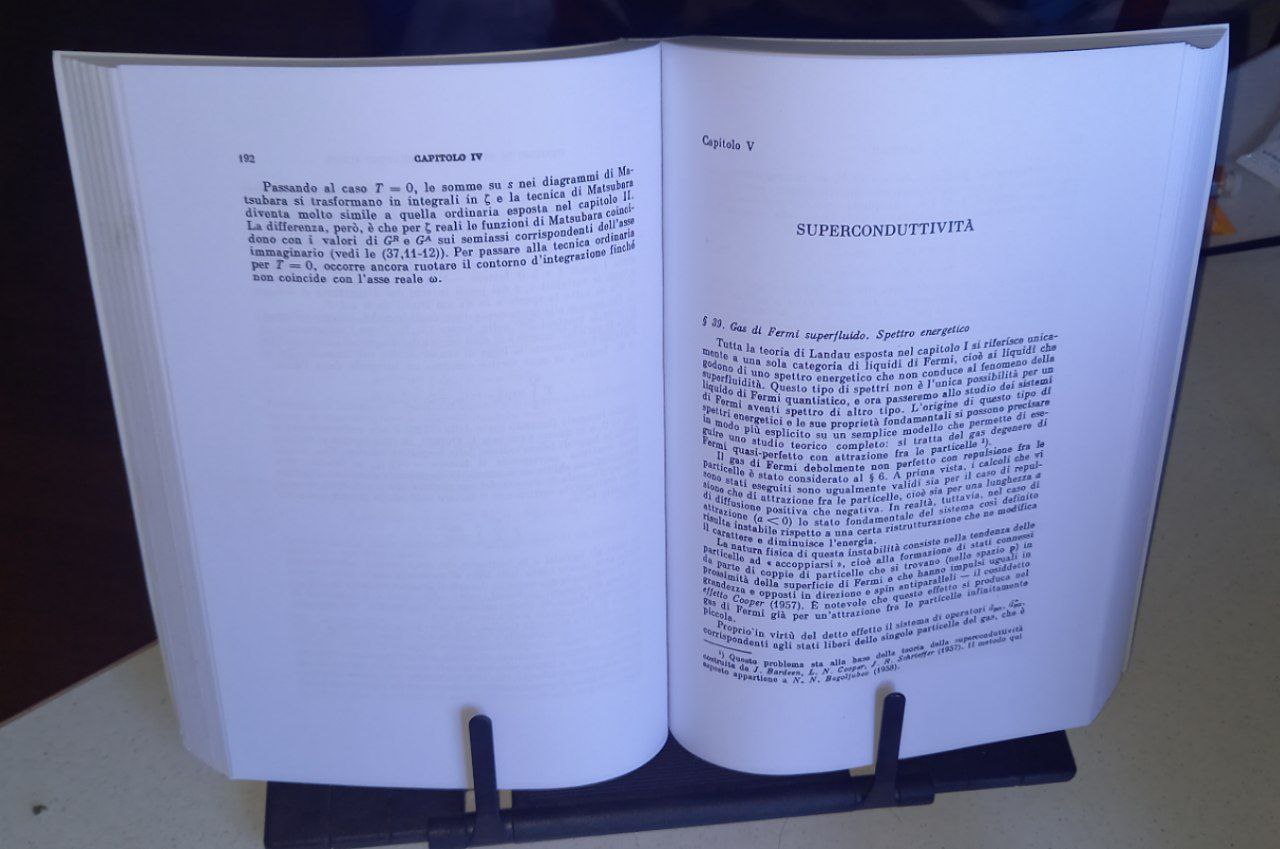 192
CAPITOLO IV
Passando al caso T = 0, le somme su s nei diagrammi di Ma-
tsubara si trasformano in integrali in ζ e la tecnica di Matsubara
diventa molto simile a quella ordinaria esposta nel capitolo II.
La differenza, però, è che per ζ reali le funzioni di Matsubara coinci-
dono con i valori di Gᴿ e Gᴬ sui semiassi corrispondenti dell'asse
immaginario (vedi le (37,11-12)). Per passare alla tecnica ordinaria
per T = 0, occorre ancora ruotare il contorno d'integrazione finché
non coincide con l'asse reale ω.
Capitolo V
SUPERCONDUTTIVITÀ
§ 39. Gas di Fermi superfluido. Spettro energetico
Tutta la teoria di Landau esposta nel capitolo I si riferisce unica-
mente a una sola categoria di liquidi di Fermi, cioè ai liquidi che
godono di uno spettro energetico che non conduce al fenomeno della
superfluidità. Questo tipo di spettri non è l'unica possibilità per un
liquido di Fermi quantistico, e ora passeremo allo studio dei sistemi
di Fermi aventi spettro di altro tipo. L'origine di questo tipo di
spettri energetici e le sue proprietà fondamentali si possono precisare
in modo più esplicito su un semplice modello che permette di ese-
guire uno studio teorico completo: si tratta del gas degenere di
Fermi quasi-perfetto con attrazione fra le particelle ¹).
Il gas di Fermi debolmente non perfetto con repulsione fra le
particelle è stato considerato al § 6. A prima vista, i calcoli che vi
sono stati eseguiti sono ugualmente validi sia per il caso di repul-
sione che di attrazione fra le particelle, cioè sia per una lunghezza a
di diffusione positiva che negativa. In realtà, tuttavia, nel caso di
attrazione (a < 0) lo stato fondamentale del sistema così definito
risulta instabile rispetto a una certa ristrutturazione che ne modifica
il carattere e diminuisce l'energia.
La natura fisica di questa instabilità consiste nella tendenza delle
particelle ad « accoppiarsi », cioè alla formazione di stati connessi
da parte di coppie di particelle che si trovano (nello spazio p) in
prossimità della superficie di Fermi e che hanno impulsi uguali in
grandezza e opposti in direzione e spin antiparalleli — il cosiddetto
effetto Cooper (1957). È notevole che questo effetto si produca nel
gas di Fermi già per un'attrazione fra le particelle infinitamente
piccola.
Proprio in virtù del detto effetto il sistema di operatori
corrispondenti agli stati liberi delle singole particelle del gas, che è
¹) Questo problema sta alla base della teoria della superconduttività
costruita da J. Bardeen, L. N. Cooper, J. R. Schrieffer (1957). Il metodo qui
esposto appartiene a N. N. Bogoljubov (1958).